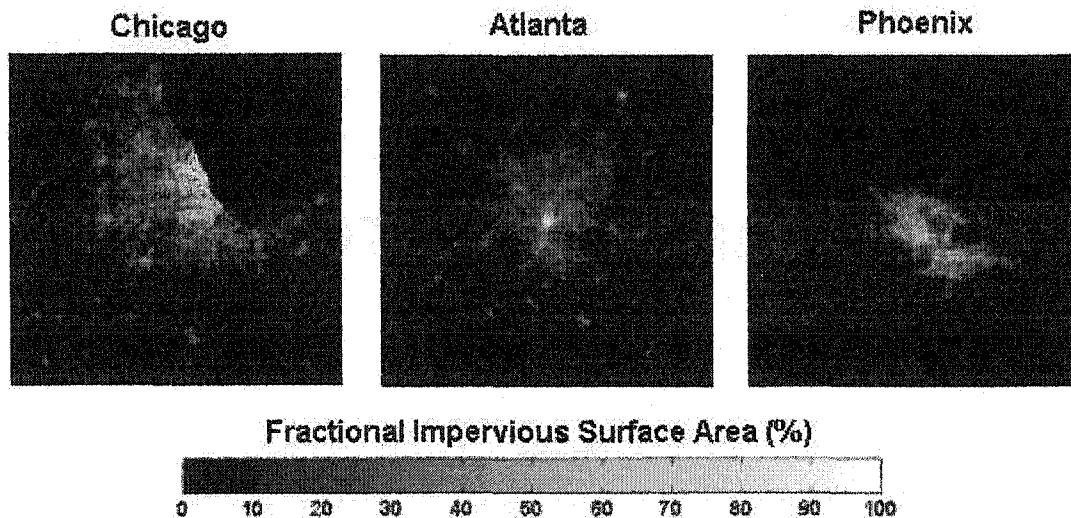 Chicago Atlanta Phoenix
Fractional Impervious Surface Area (%)
0 10 20 30 40 50 60 70 80 90 100